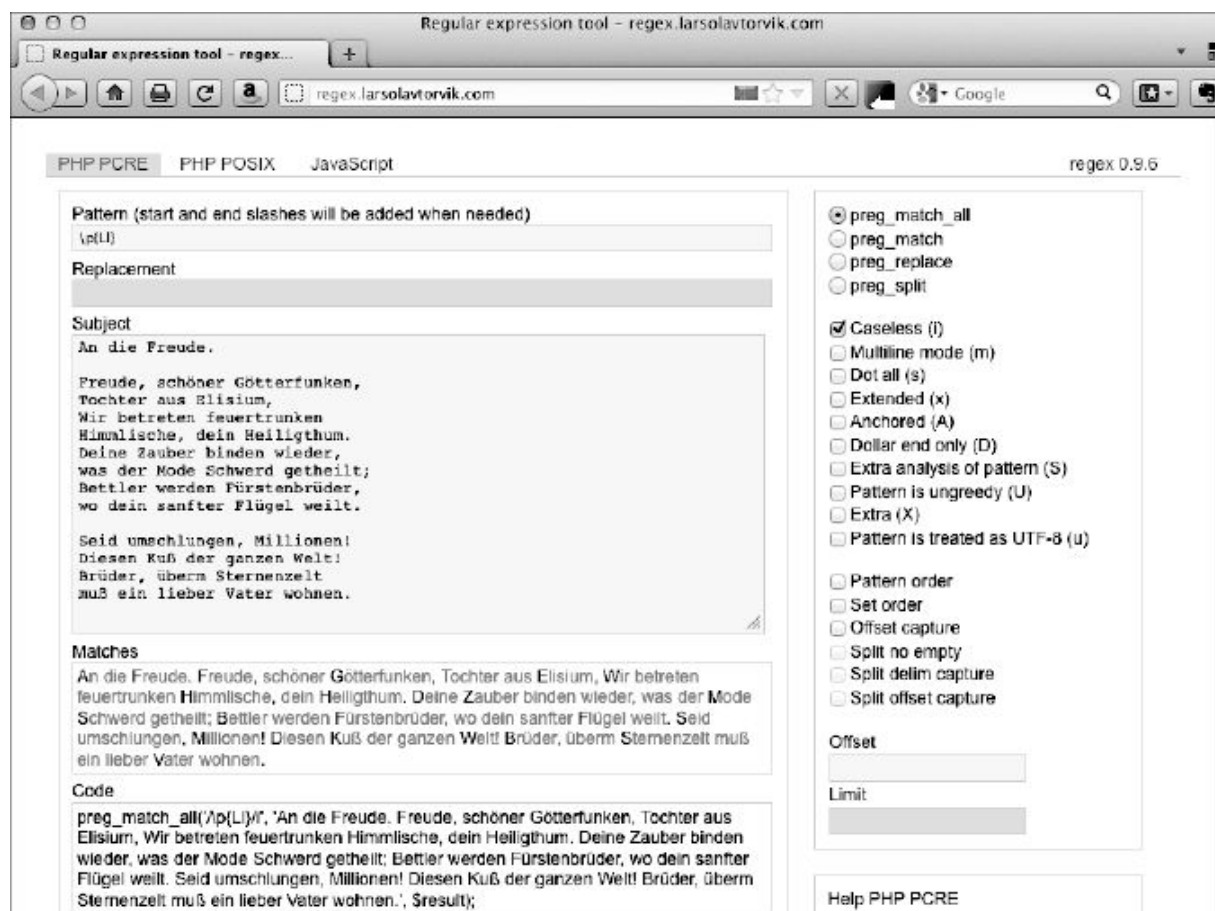 Regular expression tool – regex.larsolavtorvik.com
Regular expression tool – regex...
+
a
regex.larsolavtorvik.com
Google
PHP PCRE PHP POSIX JavaScript
regex 0.9.6
Pattern (start and end slashes will be added when needed)
\p{Ll}
Replacement
Subject
An die Freude.
Freude, schöner Götterfunken,
Tochter aus Elisium,
Wir betreten feuertrunken
Himmlische, dein Heiligthum.
Deine Zauber binden wieder,
was der Mode Schwerd getheilt;
Bettler werden Fürstenbrüder,
wo dein sanfter Flügel weilt.
Seid umschlungen, Millionen!
Diesen Kuß der ganzen Welt!
Brüder, überm Sternenzelt
muß ein lieber Vater wohnen.
Matches
An die Freude. Freude, schöner Götterfunken, Tochter aus Elisium, Wir betreten
feuertrunken Himmlische, dein Heiligthum. Deine Zauber binden wieder, was der Mode
Schwerd getheilt; Bettler werden Fürstenbrüder, wo dein sanfter Flügel weilt. Seid
umschlungen, Millionen! Diesen Kuß der ganzen Welt! Brüder, überm Sternenzelt muß
ein lieber Vater wohnen.
Code
preg_match_all('/\p{Ll}/i', 'An die Freude. Freude, schöner Götterfunken, Tochter aus
Elisium, Wir betreten feuertrunken Himmlische, dein Heiligthum. Deine Zauber binden
wieder, was der Mode Schwerd getheilt; Bettler werden Fürstenbrüder, wo dein sanfter
Flügel weilt. Seid umschlungen, Millionen! Diesen Kuß der ganzen Welt! Brüder, überm
Sternenzelt muß ein lieber Vater wohnen.', $result);
preg_match_all
preg_match
preg_replace
preg_split
Caseless (i)
Multiline mode (m)
Dot all (s)
Extended (x)
Anchored (A)
Dollar end only (D)
Extra analysis of pattern (S)
Pattern is ungreedy (U)
Extra (X)
Pattern is treated as UTF-8 (u)
Pattern order
Set order
Offset capture
Split no empty
Split delim capture
Split offset capture
Offset
Limit
Help PHP PCRE